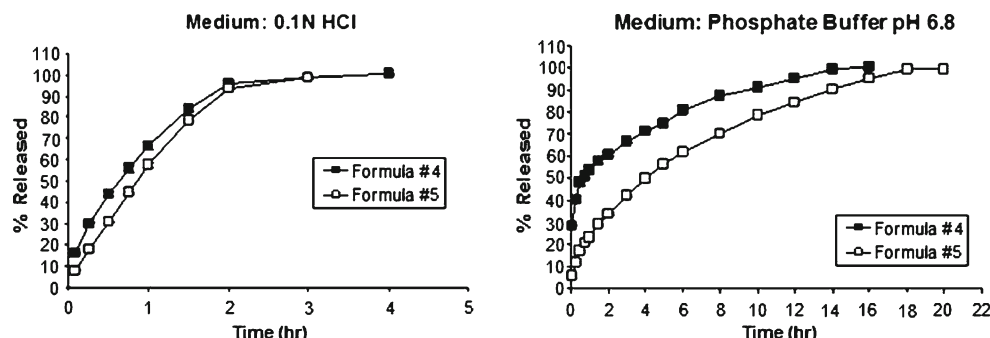 Medium: 0.1N HCl
% Released
110
100
90
80
70
60
50
40
30
20
10
0
0 1 2 3 4 5
Time (hr)
Formula #4
Formula #5
Medium: Phosphate Buffer pH 6.8
% Released
110
100
90
80
70
60
50
40
30
20
10
0
0 2 4 6 8 10 12 14 16 18 20 22
Time (hr)
Formula #4
Formula #5